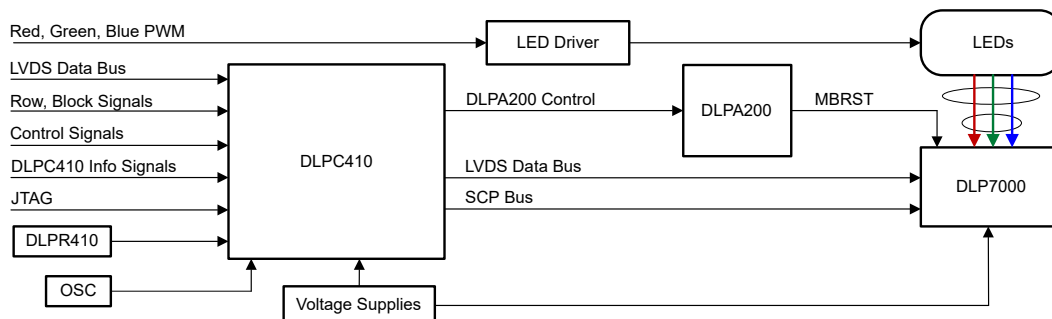 Red, Green, Blue PWM
LED Driver
LEDs
LVDS Data Bus
Row, Block Signals
Control Signals
DLPC410 Info Signals
JTAG
DLPR410
OSC
DLPC410
Voltage Supplies
DLPA200 Control
DLPA200
MBRST
LVDS Data Bus
SCP Bus
DLP7000